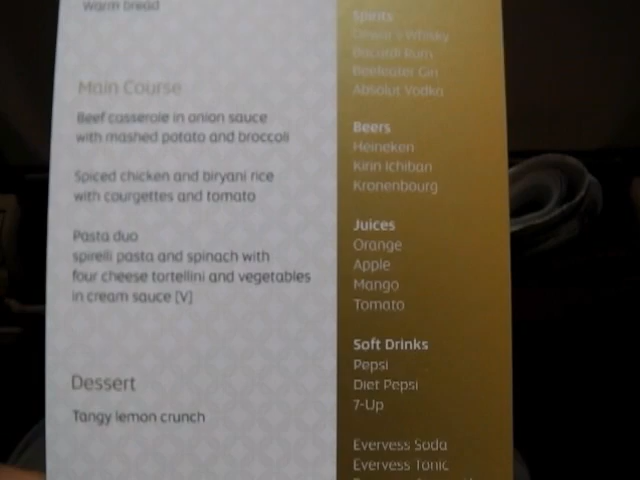 Warm bread
Main Course
Beef casserole in onion sauce
with mashed potato and broccoli
Spiced chicken and biryani rice
with courgettes and tomato
Pasta duo
spirelli pasta and spinach with
four cheese tortellini and vegetables
in cream sauce [V]
Dessert
Tangy lemon crunch
Spirits
Dewar's Whisky
Bacardi Rum
Beefeater Gin
Absolut Vodka
Beers
Heineken
Kirin Ichiban
Kronenbourg
Juices
Orange
Apple
Mango
Tomato
Soft Drinks
Pepsi
Diet Pepsi
7-Up
Evervess Soda
Evervess Tonic